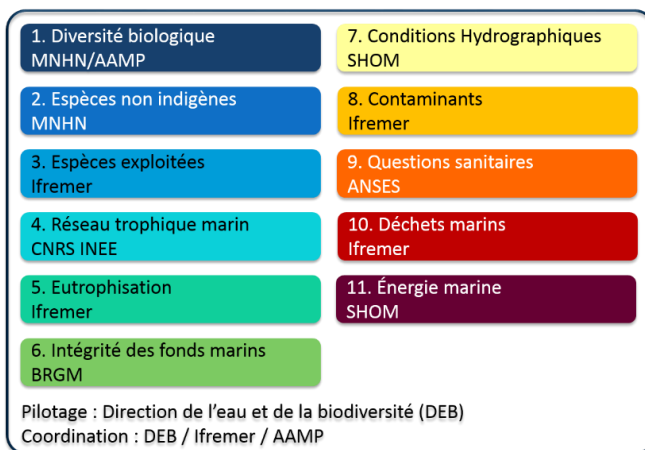 1. Diversité biologique
MNHN/AAMP
2. Espèces non indigènes
MNHN
3. Espèces exploitées
Ifremer
4. Réseau trophique marin
CNRS INEE
5. Eutrophisation
Ifremer
6. Intégrité des fonds marins
BRGM
7. Conditions Hydrographiques
SHOM
8. Contaminants
Ifremer
9. Questions sanitaires
ANSES
10. Déchets marins
Ifremer
11. Énergie marine
SHOM
Pilotage : Direction de l’eau et de la biodiversité (DEB)
Coordination : DEB / Ifremer / AAMP